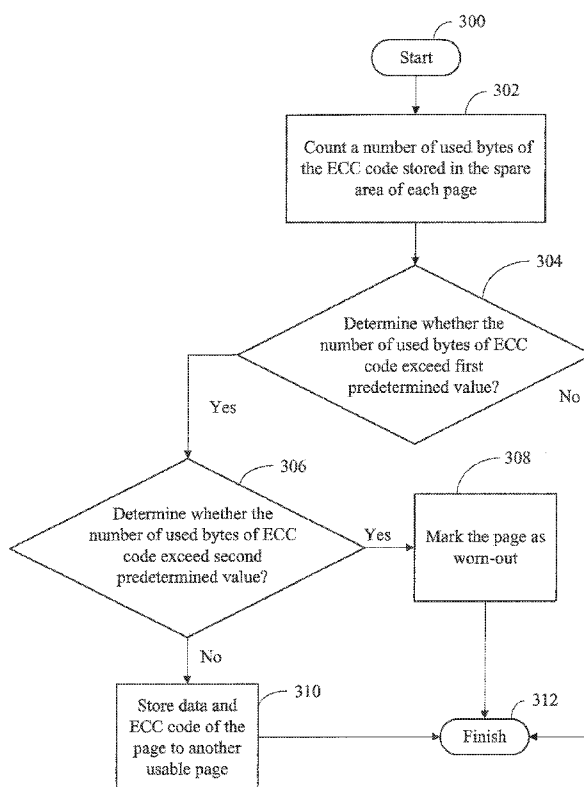 300
Start
302
Count a number of used bytes of
the ECC code stored in the spare
area of each page
304
Determine whether the
number of used bytes of ECC
code exceed first
predetermined value?
No
Yes
306
308
Determine whether the
number of used bytes of ECC
code exceed second
predetermined value?
Yes
Mark the page as
worn-out
No
310
Store data and
ECC code of the
page to another
usable page
312
Finish